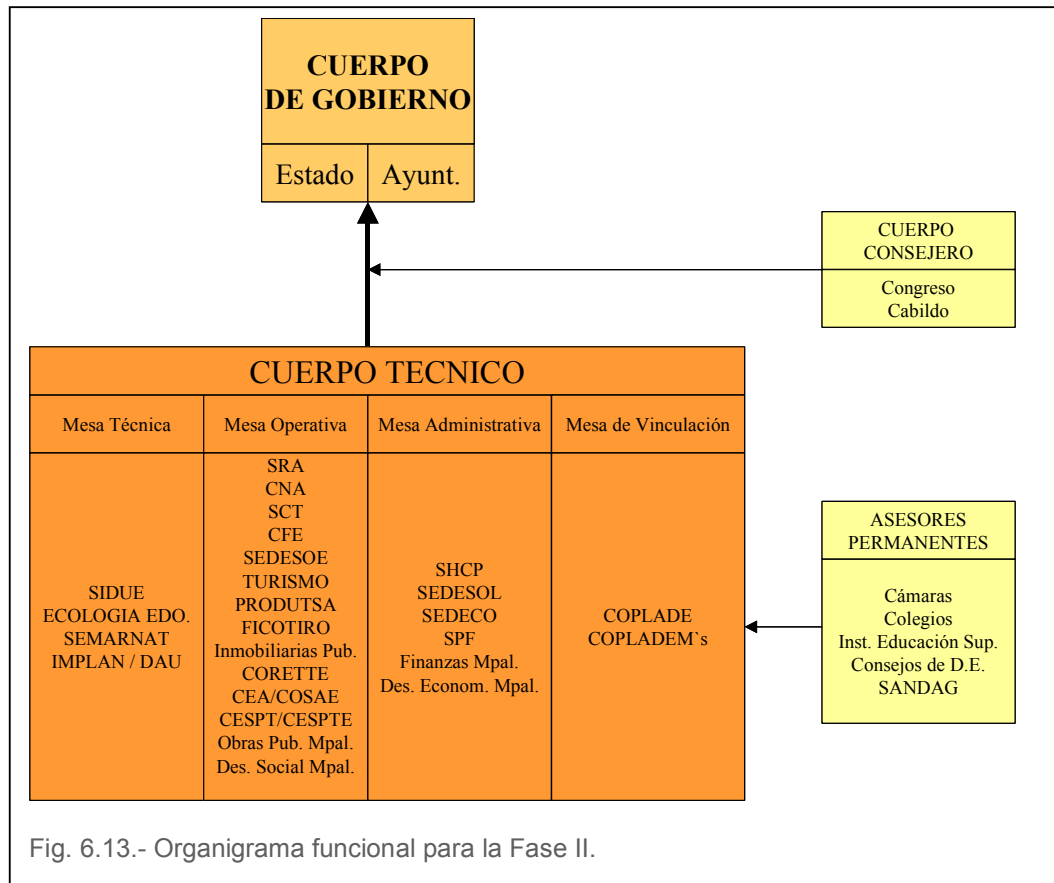 CUERPO
DE GOBIERNO
Estado
Ayunt.
CUERPO
CONSEJERO
Congreso
Cabildo
CUERPO TECNICO
Mesa Técnica
SIDUE
ECOLOGIA EDO.
SEMARNAT
IMPLAN / DAU
Mesa Operativa
SRA
CNA
SCT
CFE
SEDESOE
TURISMO
PRODUTSA
FICOTIRO
Inmobiliarias Pub.
CORETTE
CEA/COSAE
CESPT/CESPTE
Obras Pub. Mpal.
Des. Social Mpal.
Mesa Administrativa
SHCP
SEDESOL
SEDECO
SPF
Finanzas Mpal.
Des. Econom. Mpal.
Mesa de Vinculación
COPLADE
COPLADEM`s
ASESORES
PERMANENTES
Cámaras
Colegios
Inst. Educación Sup.
Consejos de D.E.
SANDAG
Fig. 6.13.- Organigrama funcional para la Fase II.